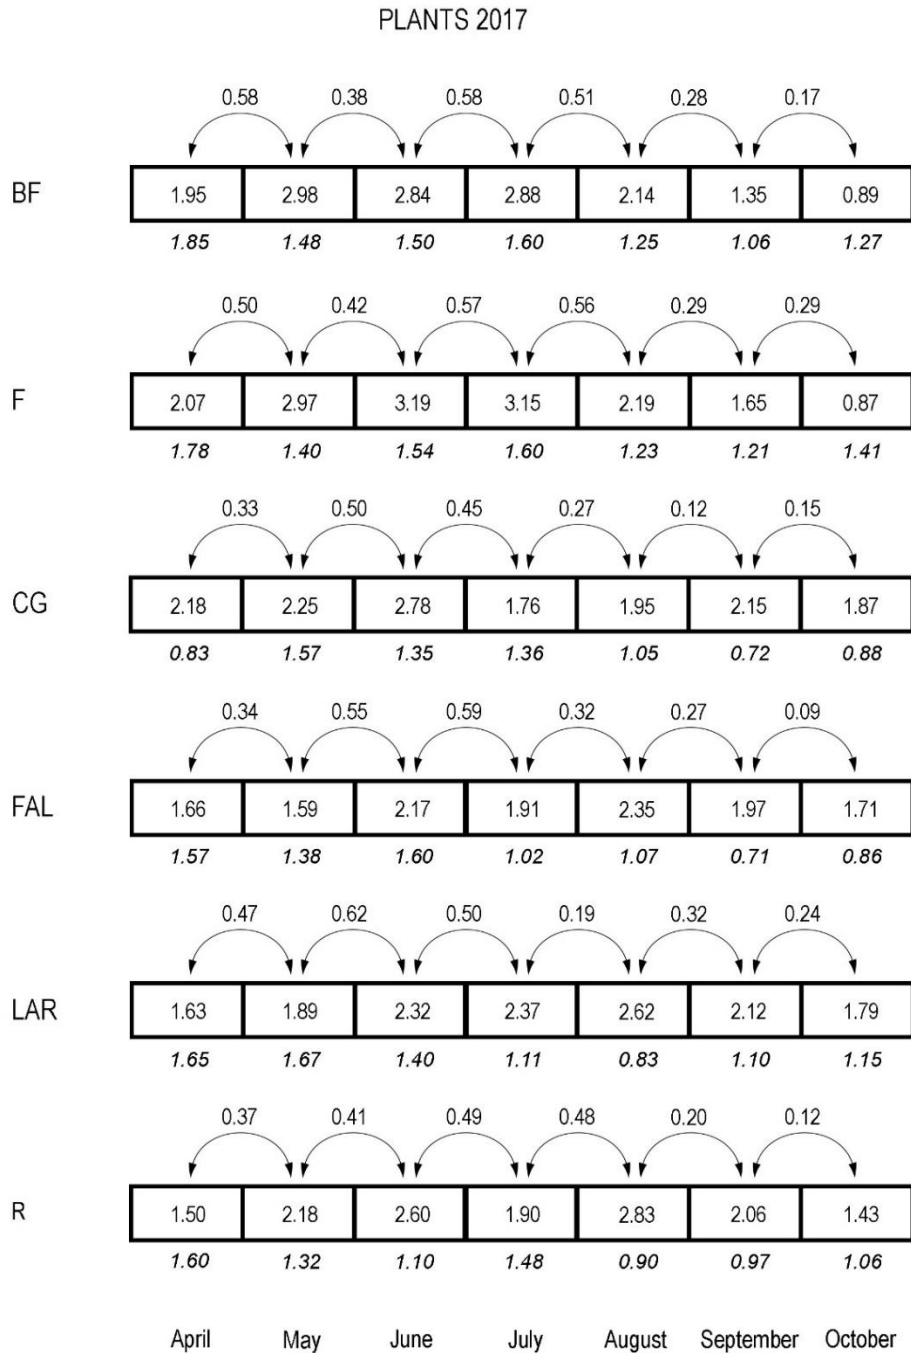 PLANTS 2017
0.58 0.38 0.58 0.51 0.28 0.17
BF 1.95 2.98 2.84 2.88 2.14 1.35 0.89
1.85 1.48 1.50 1.60 1.25 1.06 1.27
0.50 0.42 0.57 0.56 0.29 0.29
F 2.07 2.97 3.19 3.15 2.19 1.65 0.87
1.78 1.40 1.54 1.60 1.23 1.21 1.41
0.33 0.50 0.45 0.27 0.12 0.15
CG 2.18 2.25 2.78 1.76 1.95 2.15 1.87
0.83 1.57 1.35 1.36 1.05 0.72 0.88
0.34 0.55 0.59 0.32 0.27 0.09
FAL 1.66 1.59 2.17 1.91 2.35 1.97 1.71
1.57 1.38 1.60 1.02 1.07 0.71 0.86
0.47 0.62 0.50 0.19 0.32 0.24
LAR 1.63 1.89 2.32 2.37 2.62 2.12 1.79
1.65 1.67 1.40 1.11 0.83 1.10 1.15
0.37 0.41 0.49 0.48 0.20 0.12
R 1.50 2.18 2.60 1.90 2.83 2.06 1.43
1.60 1.32 1.10 1.48 0.90 0.97 1.06
April May June July August September October